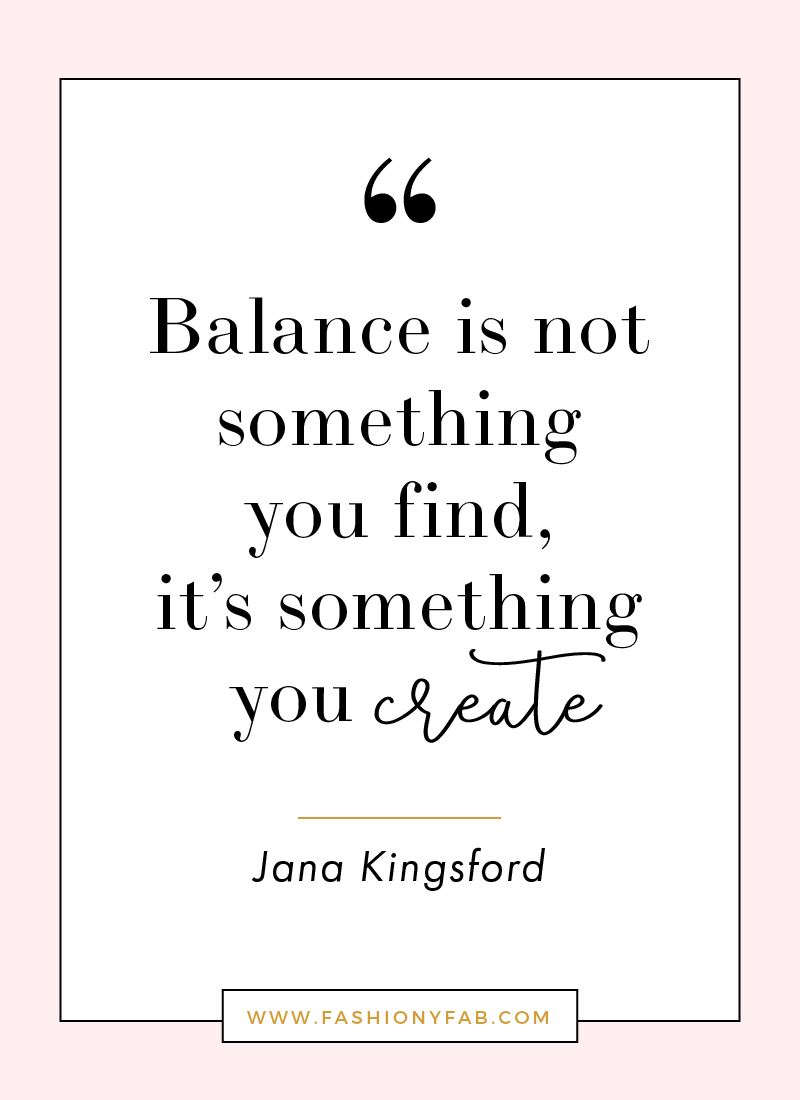 “
Balance is not
something
you find,
it’s something
you create
Jana Kingsford
WWW.FASHIONYFAB.COM